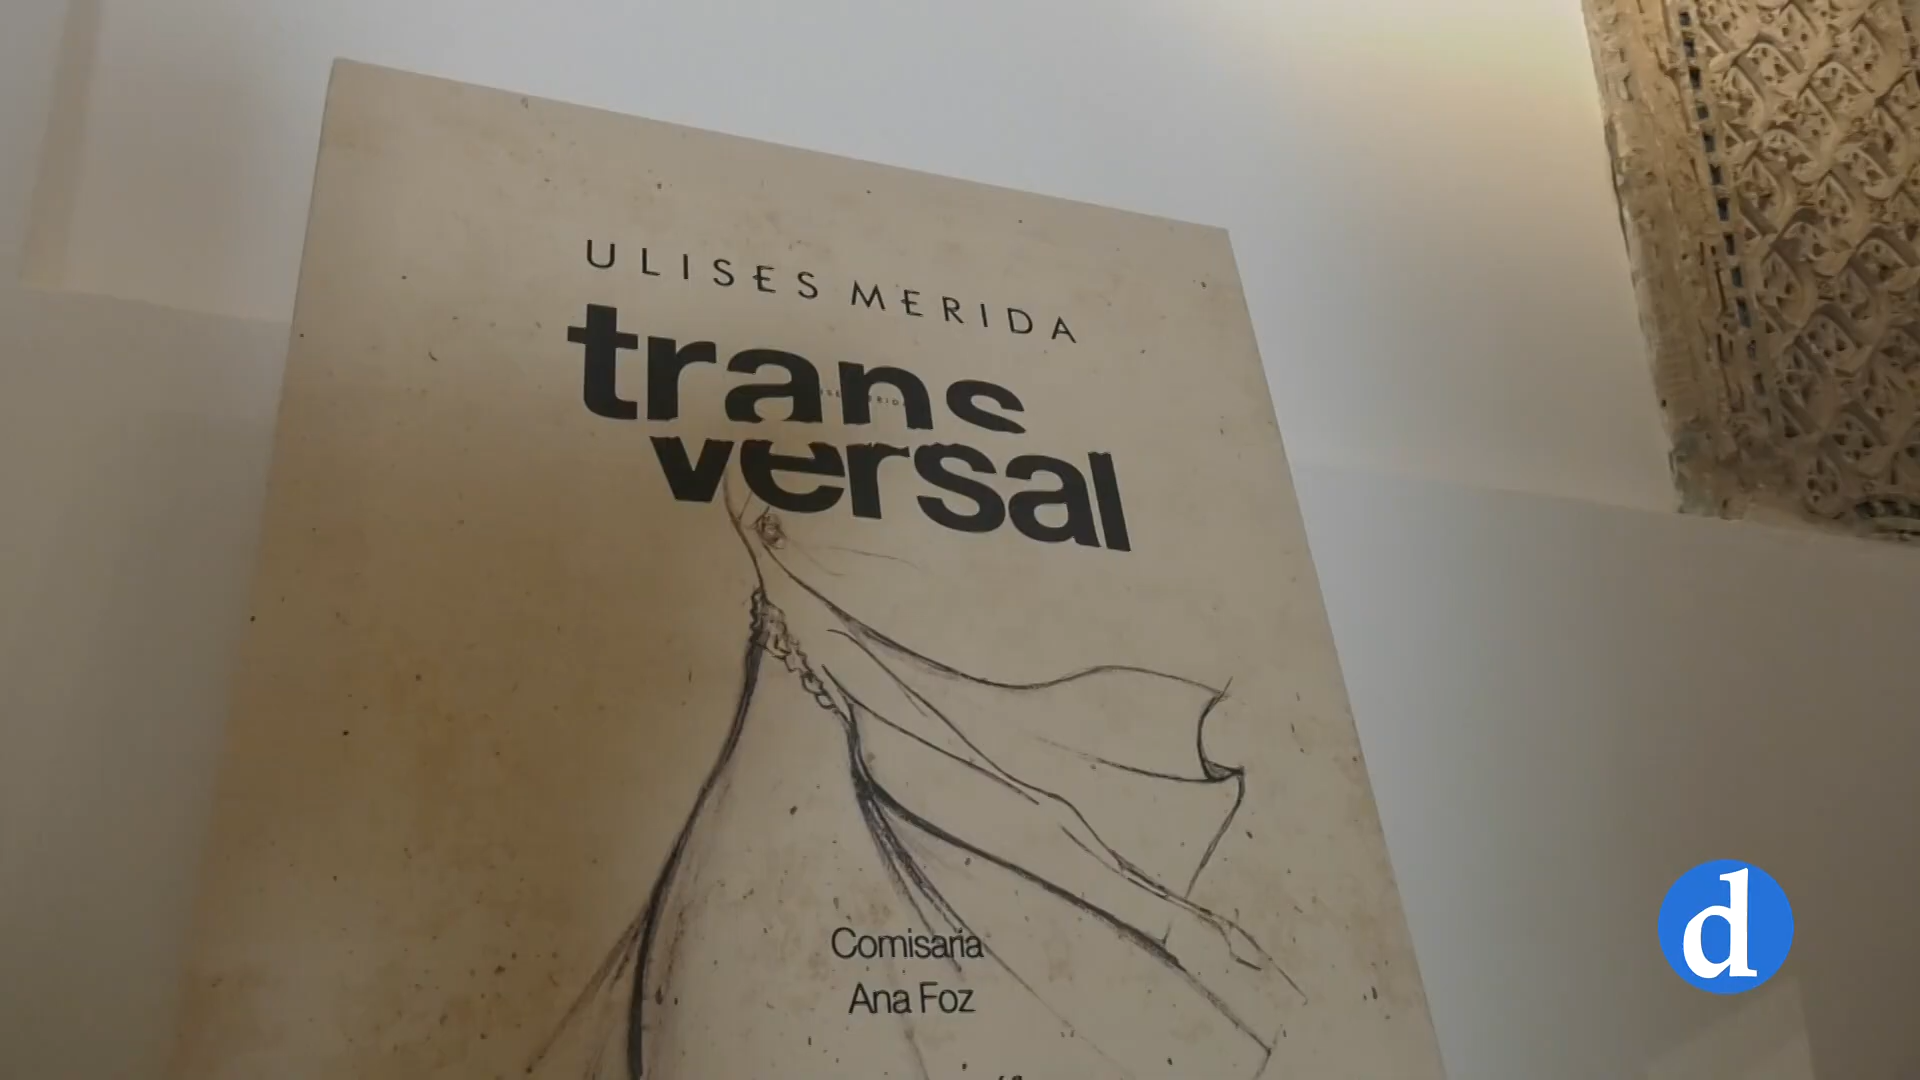 ULISES MERIDA
trans
versal
Comisaria
Ana Foz
d